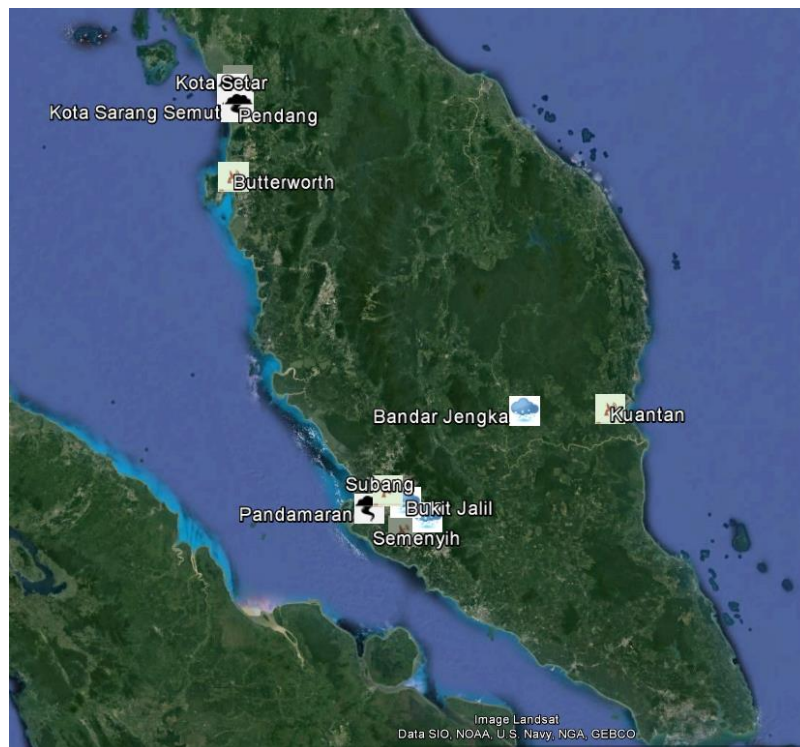 Kota Setar
Kota Sarang Semut
Pendang
Butterworth
Bandar Jengka
Kuantan
Subang
Bukit Jalil
Pandamaran
Semenyih
Image Landsat
Data SIO, NOAA, U.S. Navy, NGA, GEBCO